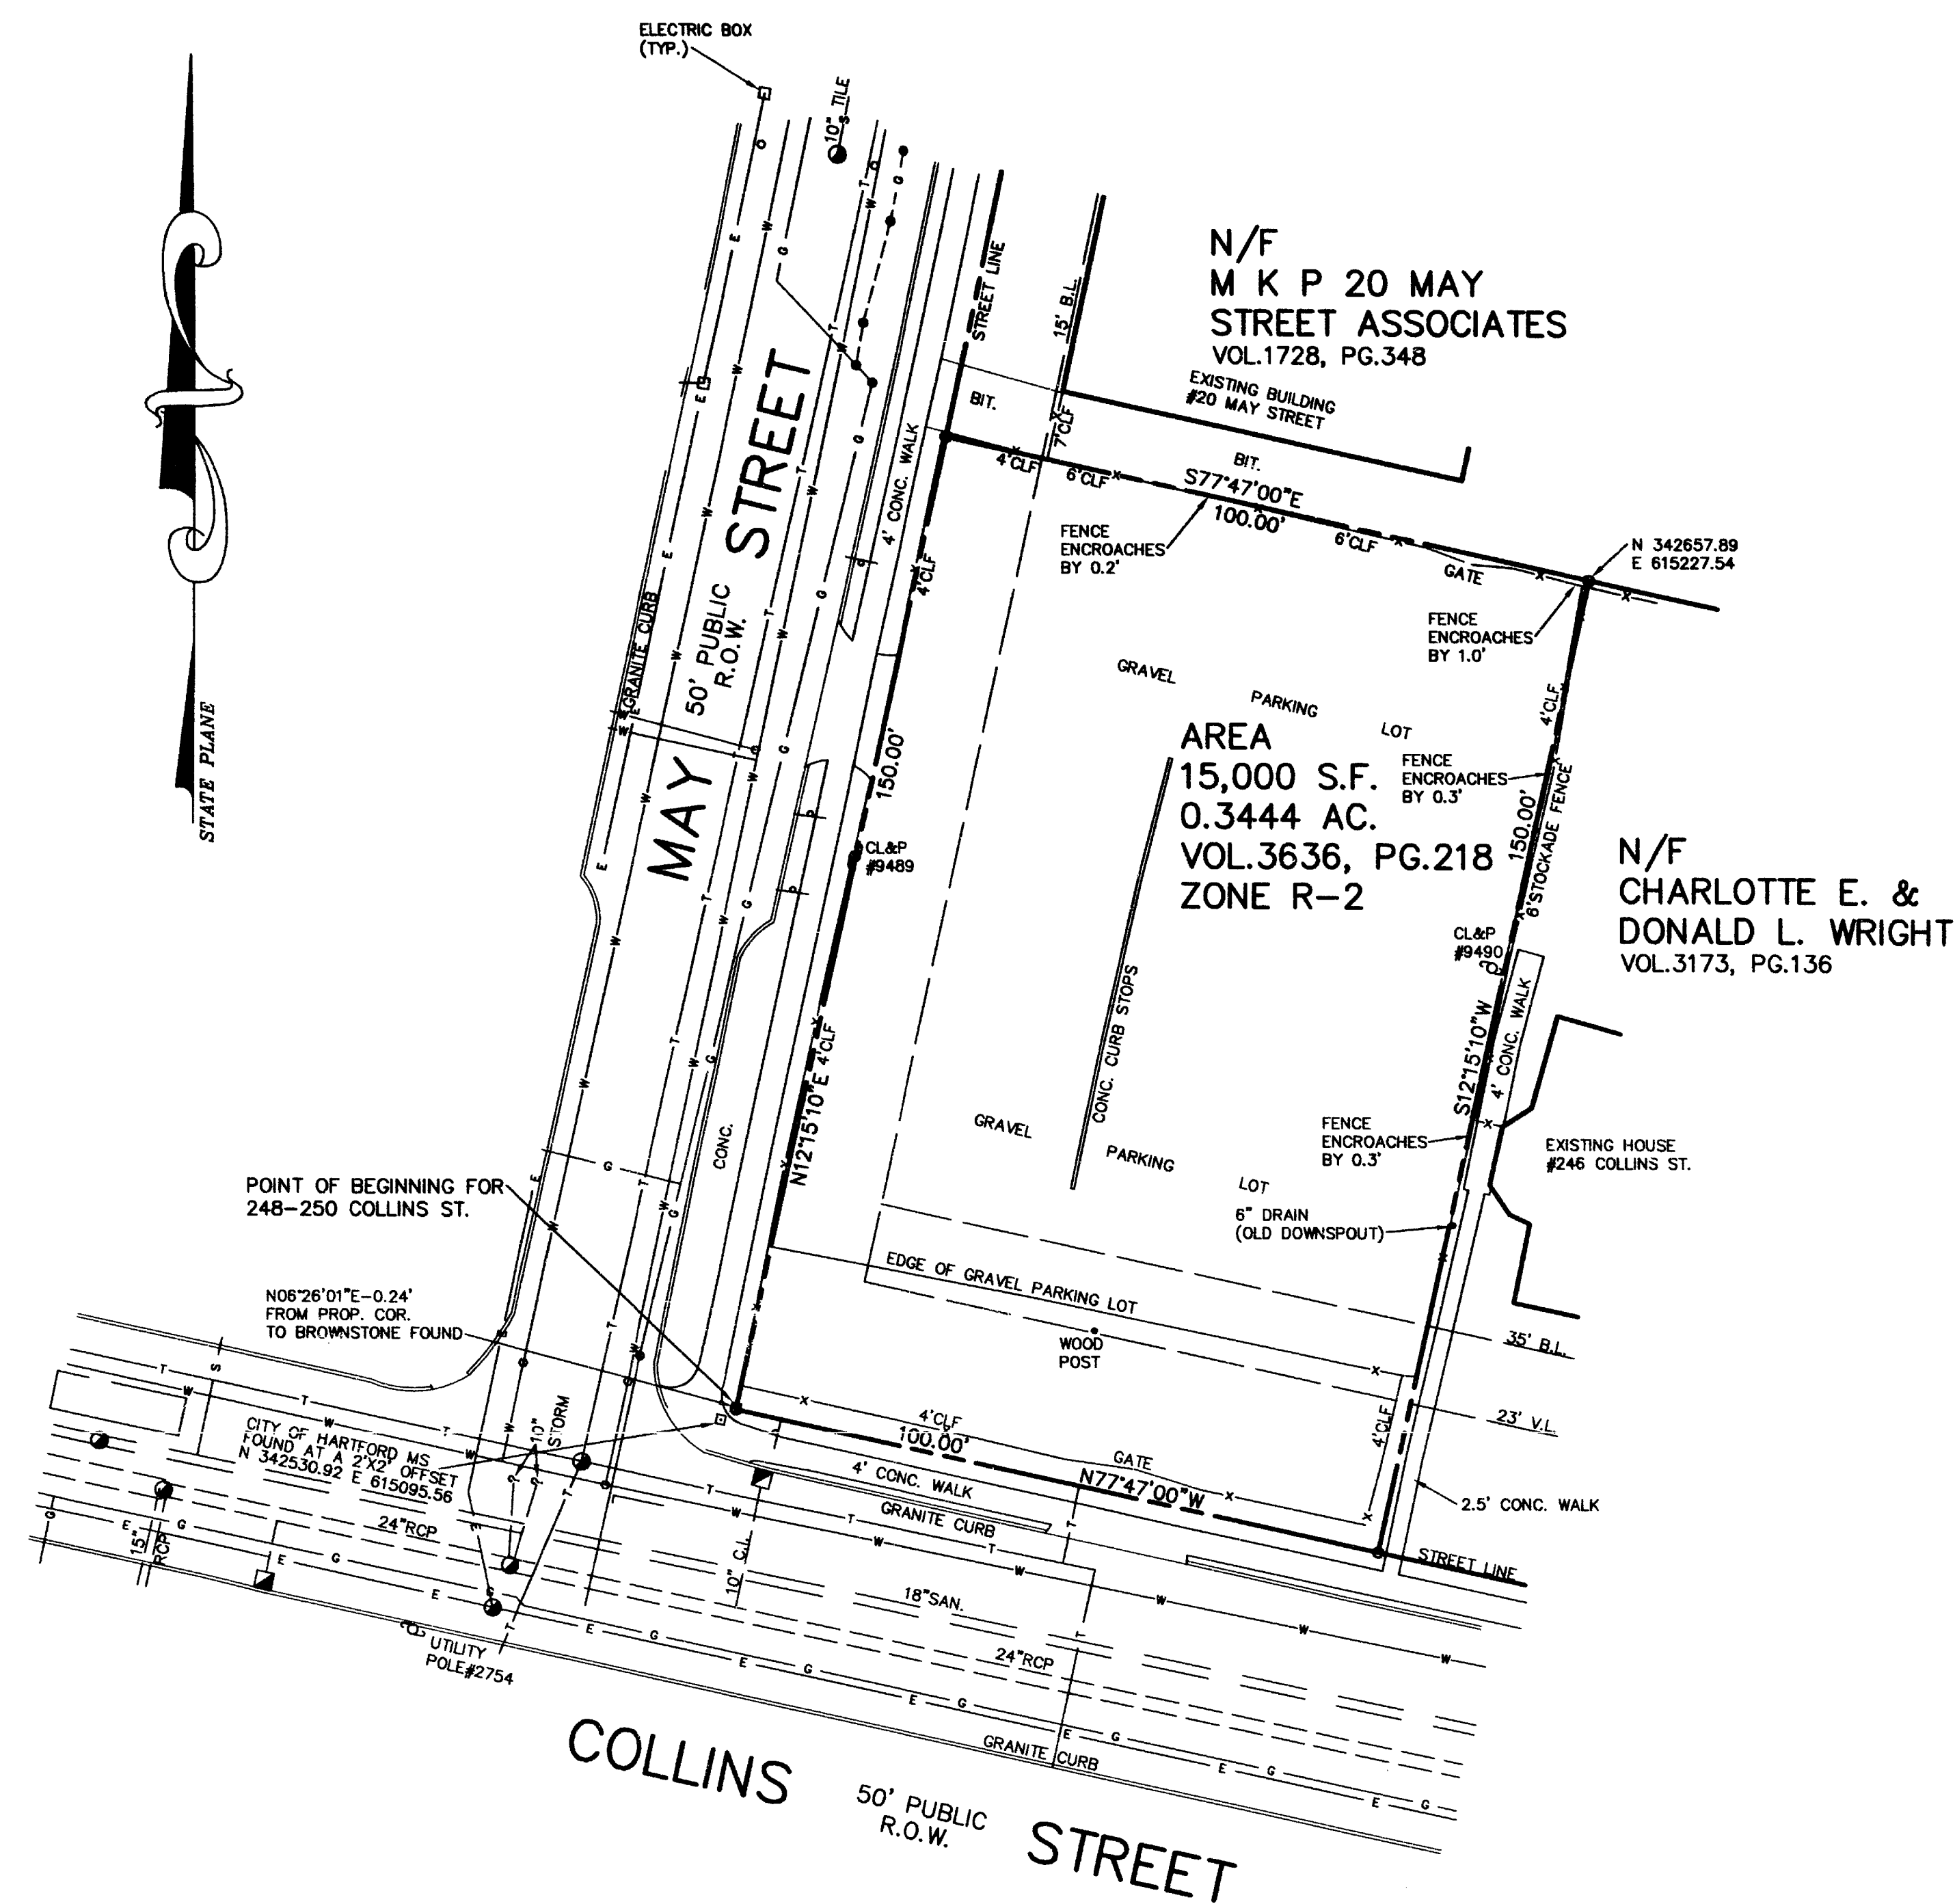 ELECTRIC BOX
(TYP.)
10" TILE
STATE PLANE
N/F
M K P 20 MAY
STREET ASSOCIATES
VOL.1728, PG.348
EXISTING BUILDING
#20 MAY STREET
STREET LINE
15' B.L.
BIT.
7'CLF
BIT.
4'CLF
6'CLF
S77°47'00"E
100.00'
6'CLF
GATE
FENCE
ENCROACHES
BY 0.2'
N 342657.89
E 615227.54
FENCE
ENCROACHES
BY 1.0'
4' CONC. WALK
4'CLF
GRANITE CURB
MAY STREET
50' PUBLIC
R.O.W.
150.00'
CL&P
#9489
GRAVEL
PARKING
LOT
AREA
15,000 S.F.
0.3444 AC.
VOL.3636, PG.218
ZONE R-2
4'CLF
FENCE
ENCROACHES
BY 0.3'
150.00'
6'STOCKADE FENCE
N/F
CHARLOTTE E. &
DONALD L. WRIGHT
VOL.3173, PG.136
CL&P
#9490
4' CONC. WALK
S12°15'10"W
CONC. CURB STOPS
N12°15'10"E 4'CLF
CONC.
GRAVEL
PARKING
LOT
FENCE
ENCROACHES
BY 0.3'
EXISTING HOUSE
#246 COLLINS ST.
6" DRAIN
(OLD DOWNSPOUT)
POINT OF BEGINNING FOR
248-250 COLLINS ST.
N06°26'01"E-0.24'
FROM PROP. COR.
TO BROWNSTONE FOUND
EDGE OF GRAVEL PARKING LOT
WOOD
POST
35' B.L.
23' V.L.
4'CLF
4'CLF
100.00'
GATE
N77°47'00"W
4' CONC. WALK
GRANITE CURB
2.5' CONC. WALK
STREET LINE
10"
STORM
CITY OF HARTFORD MS
FOUND AT A 2'X2' OFFSET
N 342530.92 E 615095.56
24"RCP
15"
RCP
10" C.I.
18"SAN.
24"RCP
UTILITY
POLE#2754
GRANITE CURB
COLLINS STREET
50' PUBLIC
R.O.W.